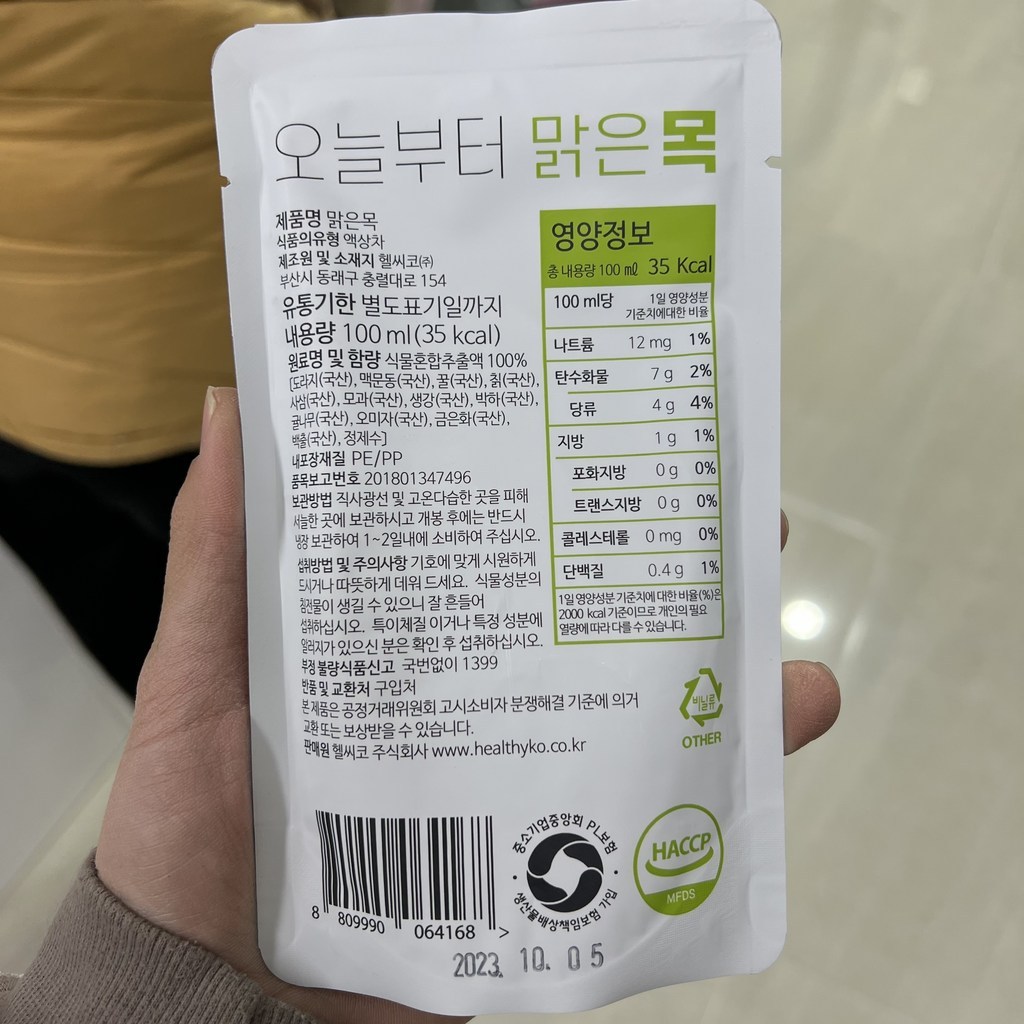 오늘부터 맑은목
제품명 맑은목
식품의유형 액상차
제조원 및 소재지 헬씨코(주)
부산시 동래구 충렬대로 154
유통기한 별도표기일까지
내용량 100 ml (35 kcal)
원료명 및 함량 식물혼합추출액 100%
[도라지(국산), 맥문동(국산), 꿀(국산), 칡(국산),
사삼(국산), 모과(국산), 생강(국산), 박하(국산),
귤나무(국산), 오미자(국산), 금은화(국산),
백출(국산), 정제수]
내포장재질 PE/PP
품목보고번호 201801347496
보관방법 직사광선 및 고온다습한 곳을 피해
서늘한 곳에 보관하시고 개봉 후에는 반드시
냉장 보관하여 1~2일내에 소비하여 주십시오.
섭취방법 및 주의사항 기호에 맞게 시원하게
드시거나 따뜻하게 데워 드세요. 식물성분의
침전물이 생길 수 있으니 잘 흔들어
섭취하십시오. 특이체질 이거나 특정 성분에
알러지가 있으신 분은 확인 후 섭취하십시오.
부정 불량식품신고 국번없이 1399
반품 및 교환처 구입처
본 제품은 공정거래위원회 고시소비자 분쟁해결 기준에 의거
교환 또는 보상받을 수 있습니다.
판매원 헬씨코 주식회사 www.healthyko.co.kr
영양정보
총 내용량 100 ml 35 Kcal
100 ml당 1일 영양성분
기준치에대한 비율
나트륨 12 mg 1%
탄수화물 7 g 2%
당류 4 g 4%
지방 1 g 1%
포화지방 0 g 0%
트랜스지방 0 g 0%
콜레스테롤 0 mg 0%
단백질 0.4 g 1%
1일 영양성분 기준치에 대한 비율(%)은
2000 kcal 기준이므로 개인의 필요
열량에 따라 다를 수 있습니다.
비닐류
OTHER
8 809990 064168 >
중소기업중앙회 PL보험
생산물배상책임보험 가입
HACCP
MFDS
2023. 10. 05